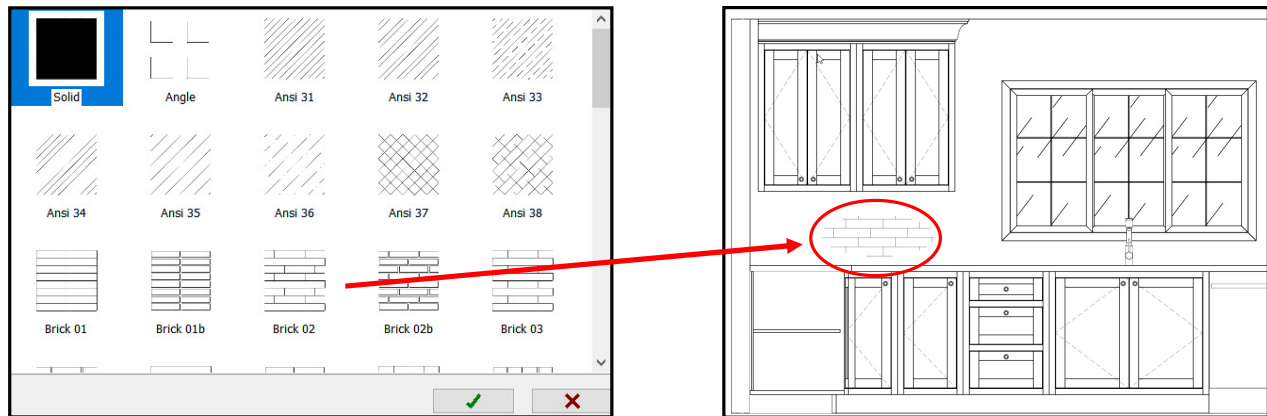 Solid Angle Ansi 31 Ansi 32 Ansi 33
Ansi 34 Ansi 35 Ansi 36 Ansi 37 Ansi 38
Brick 01 Brick 01b Brick 02 Brick 02b Brick 03